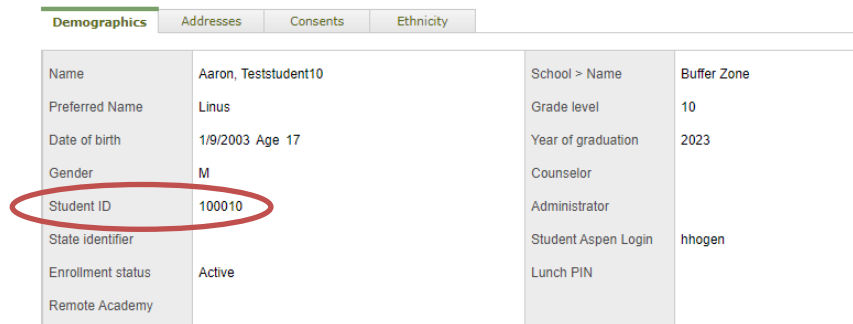 Demographics Addresses Consents Ethnicity
Name Aaron, Teststudent10 School > Name Buffer Zone
Preferred Name Linus Grade level 10
Date of birth 1/9/2003 Age 17 Year of graduation 2023
Gender M Counselor
Student ID 100010 Administrator
State identifier Student Aspen Login hhogen
Enrollment status Active Lunch PIN
Remote Academy